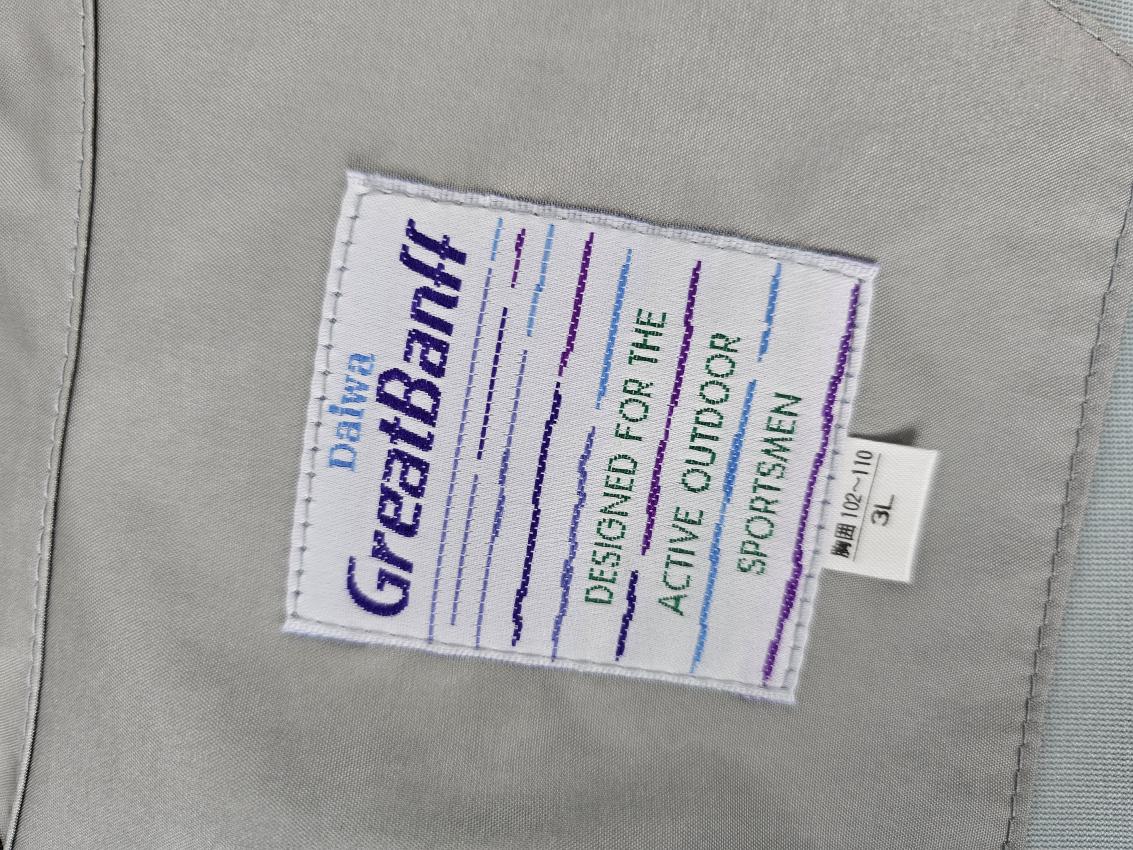 Daiwa
GreatBanff
DESIGNED FOR THE
ACTIVE OUTDOOR
SPORTSMEN
胸囲 102~110
3L